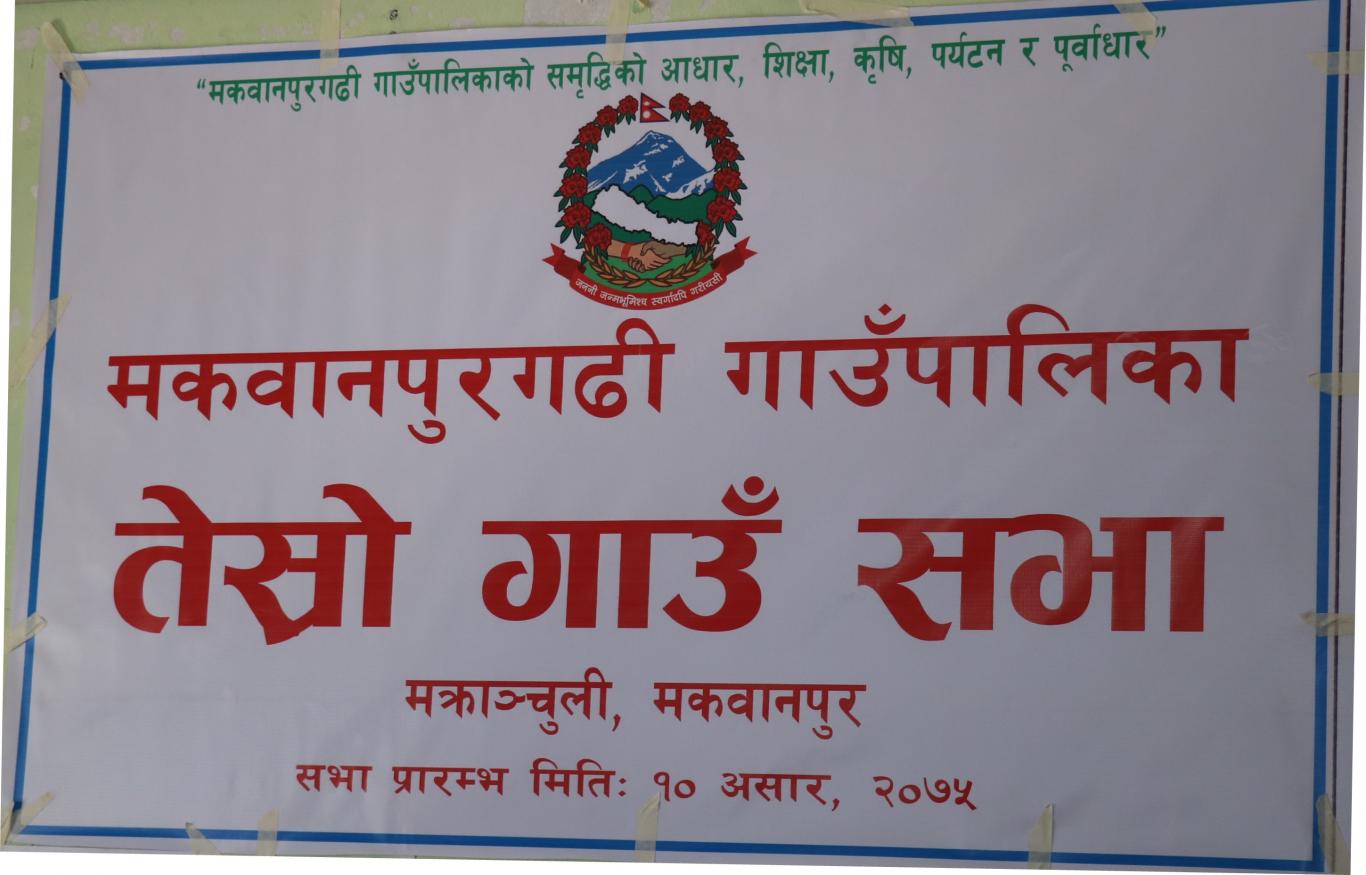 “मकवानपुरगढी गाउँपालिकाको समृद्धिको आधार, शिक्षा, कृषि, पर्यटन र पूर्वाधार”
जननी जन्मभूमिश्च स्वर्गादपि गरीयसी
मकवानपुरगढी गाउँपालिका
तेस्रो गाउँ सभा
मक्राञ्चुली, मकवानपुर
सभा प्रारम्भ मितिः १० असार, २०७५